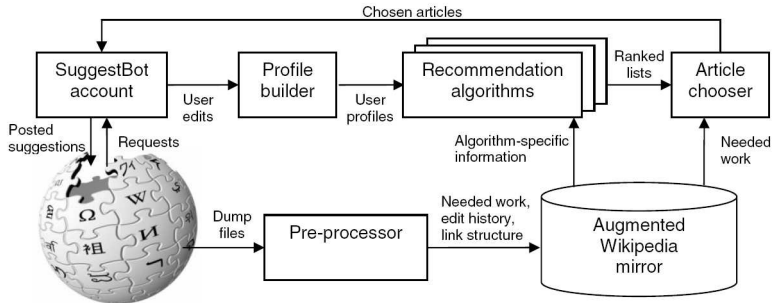 Chosen articles
SuggestBot
account
User
edits
Profile
builder
User
profiles
Recommendation
algorithms
Ranked
lists
Article
chooser
Posted
suggestions
Requests
Algorithm-specific
information
Needed
work
Ω
W
祖
И
Dump
files
Pre-processor
Needed work,
edit history,
link structure
Augmented
Wikipedia
mirror